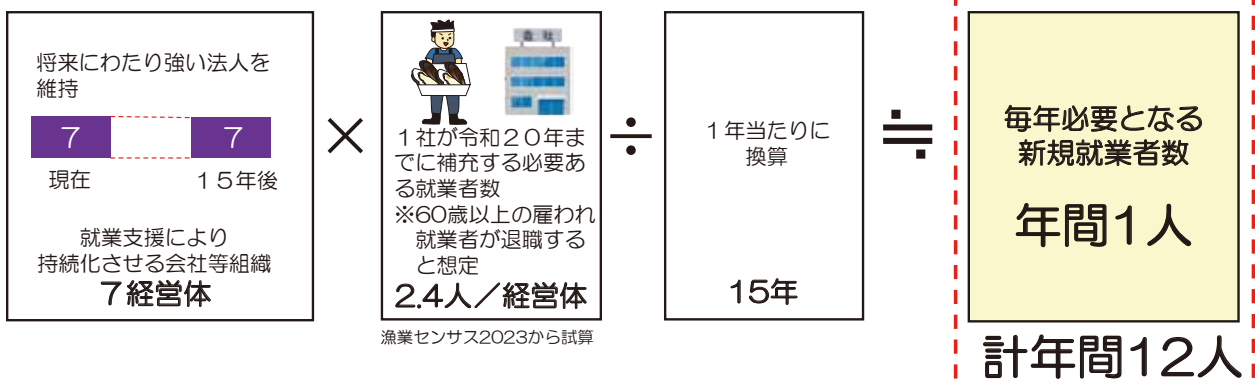 将来にわたり強い法人を
維持
7
7
現在
15年後
就業支援により
持続化させる会社等組織
7経営体
×
会社
1社が令和20年ま
でに補充する必要あ
る就業者数
※60歳以上の雇われ
就業者が退職する
と想定
2.4人/経営体
漁業センサス2023から試算
÷
1年当たりに
換算
15年
≒
毎年必要となる
新規就業者数
年間1人
計年間12人